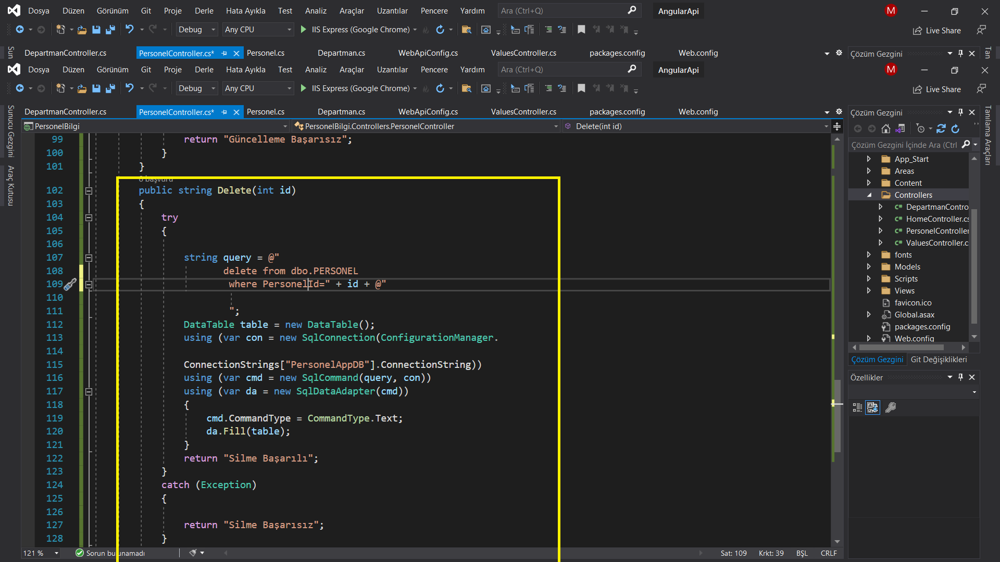 Dosya Düzen Görünüm Git Proje Derle Hata Ayıkla Test Analiz Araçlar Uzantılar Pencere Yardım Ara (Ctrl+Q) AngularApi M
Debug Any CPU IIS Express (Google Chrome) Live Share
Sun DepartmanController.cs PersonelController.cs* Personel.cs Departman.cs WebApiConfig.cs ValuesController.cs packages.config Web.config Çözüm Gezgini Tan
Dosya Düzen Görünüm Git Proje Derle Hata Ayıkla Test Analiz Araçlar Uzantılar Pencere Yardım Ara (Ctrl+Q) AngularApi M
Debug Any CPU IIS Express (Google Chrome) Live Share
DepartmanController.cs PersonelController.cs* Personel.cs Departman.cs WebApiConfig.cs ValuesController.cs packages.config Web.config
PersonelBilgi PersonelBilgi.Controllers.PersonelController Delete(int id)
Sunucu Gezgini
Araç Kutusu
99 return "Güncelleme Başarısız";
100 }
101 }
0 başvuru
102 public string Delete(int id)
103 {
104 try
105 {
106
107 string query = @"
108 delete from dbo.PERSONEL
109 where PersonelId=" + id + @"
110
111 ";
112 DataTable table = new DataTable();
113 using (var con = new SqlConnection(ConfigurationManager.
114
115 ConnectionStrings["PersonelAppDB"].ConnectionString))
116 using (var cmd = new SqlCommand(query, con))
117 using (var da = new SqlDataAdapter(cmd))
118 {
119 cmd.CommandType = CommandType.Text;
120 da.Fill(table);
121 }
122 return "Silme Başarılı";
123 }
124 catch (Exception)
125 {
126
127 return "Silme Başarısız";
128 }
121 % Sorun bulunamadı Sat: 109 Krkt: 39 BŞL CRLF
Çözüm Gezgini
Çözüm Gezgini İçinde Ara (Ctrl
App_Start
Areas
Content
Controllers
C# DepartmanContro
C# HomeController.cs
C# PersonelController
C# ValuesController.c
fonts
Models
Scripts
Views
favicon.ico
Global.asax
packages.config
Web.config
Çözüm Gezgini Git Değişiklikleri
Özellikler
Tanılama Araçları